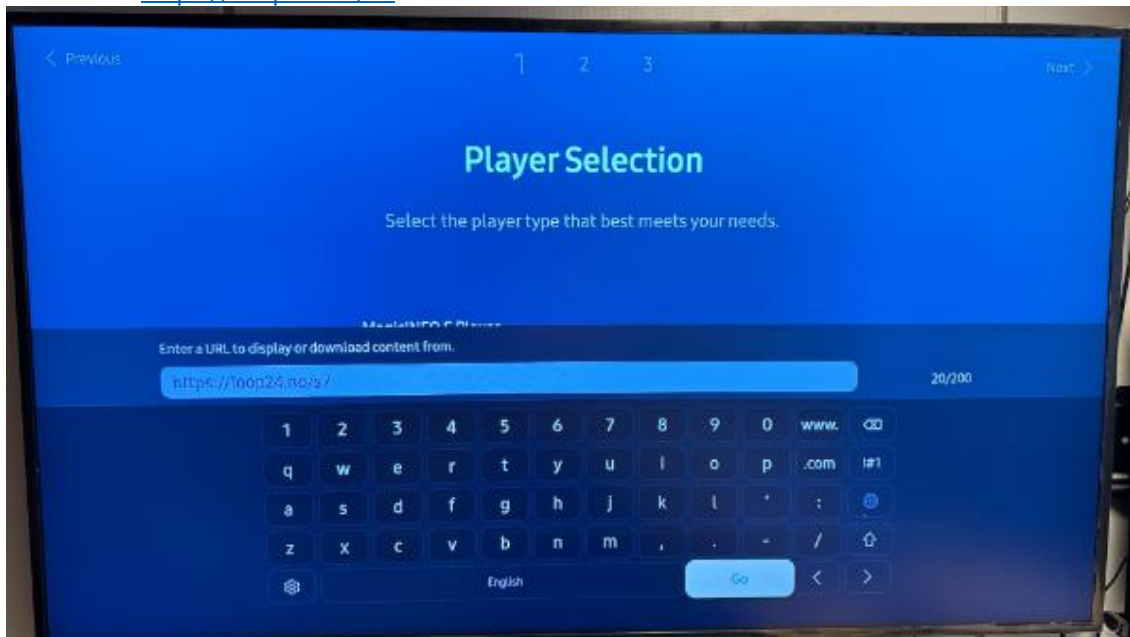 < Previous
1 2 3
Next >
Player Selection
Select the player type that best meets your needs.
MagicINFO S Player
Enter a URL to display or download content from.
https://loop24.no/s/
20/200
1 2 3 4 5 6 7 8 9 0 www.
q w e r t y u i o p .com !#1
a s d f g h j k l ' :
z x c v b n m , . - /
English
Go
< >